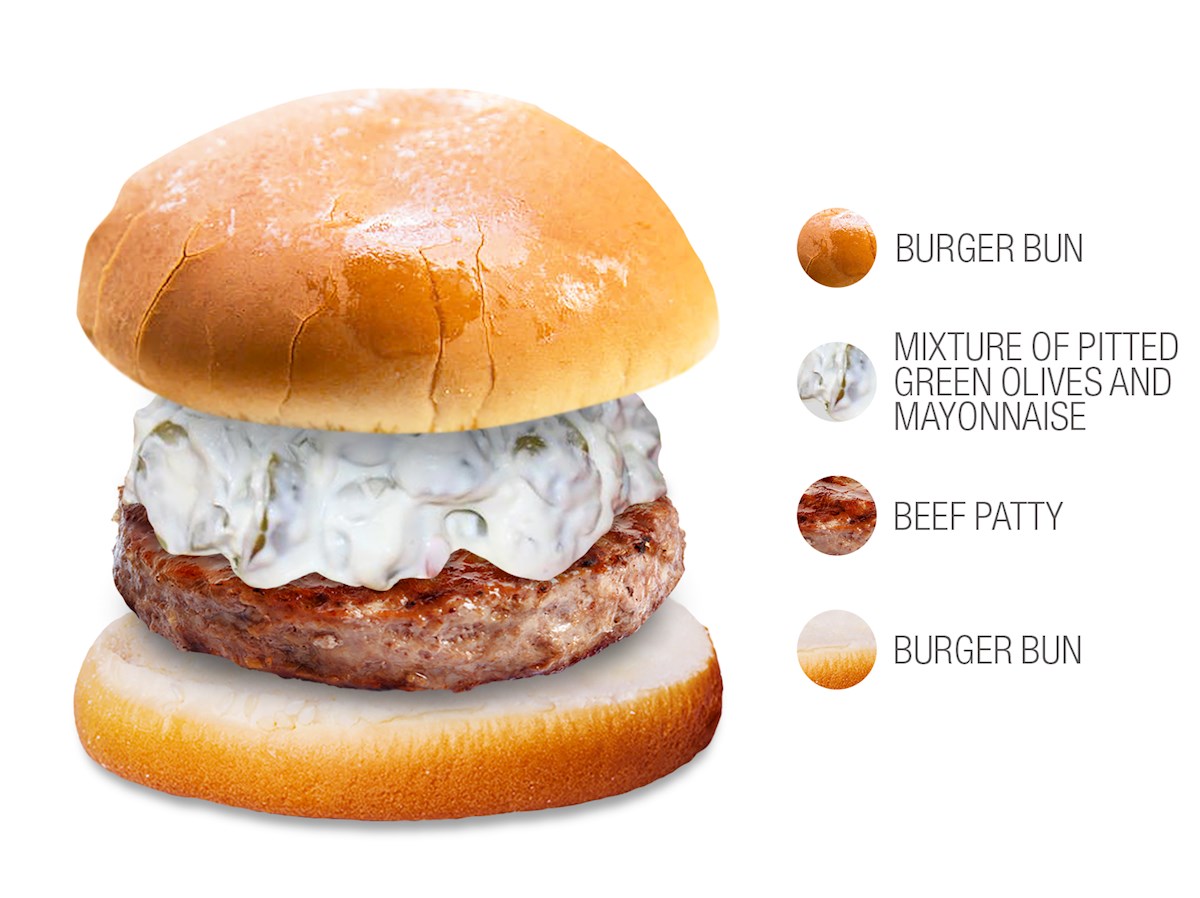 BURGER BUN
MIXTURE OF PITTED
GREEN OLIVES AND
MAYONNAISE
BEEF PATTY
BURGER BUN